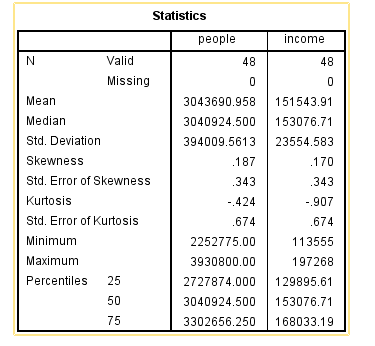 Statistics
people income
N Valid 48 48
Missing 0 0
Mean 3043690.958 151543.91
Median 3040924.500 153076.71
Std. Deviation 394009.5613 23554.583
Skewness .187 .170
Std. Error of Skewness .343 .343
Kurtosis -.424 -.907
Std. Error of Kurtosis .674 .674
Minimum 2252775.00 113555
Maximum 3930800.00 197268
Percentiles 25 2727874.000 129895.61
50 3040924.500 153076.71
75 3302656.250 168033.19